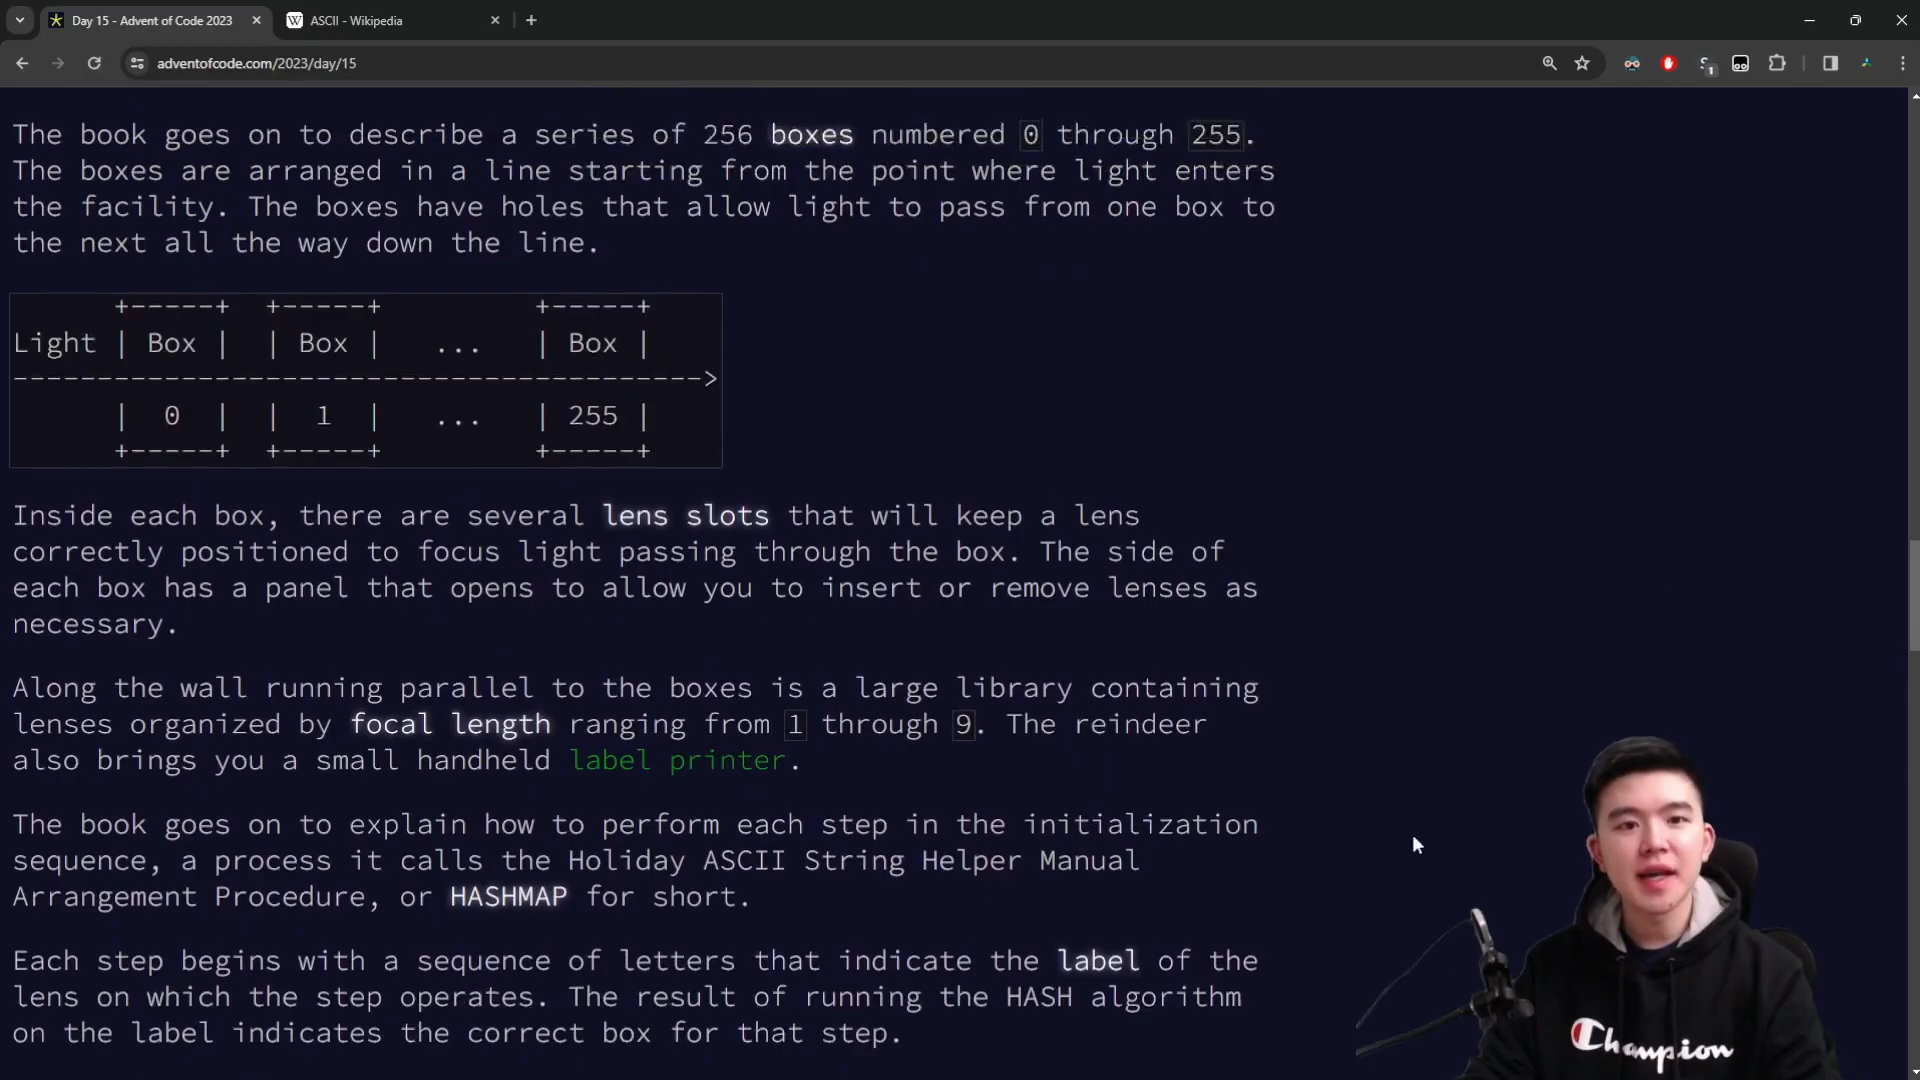 Day 15 - Advent of Code 2023
ASCII - Wikipedia
adventofcode.com/2023/day/15
The book goes on to describe a series of 256 boxes numbered 0 through 255.
The boxes are arranged in a line starting from the point where light enters
the facility. The boxes have holes that allow light to pass from one box to
the next all the way down the line.
+-----+  +-----+         +-----+
Light | Box |  | Box |   ...   | Box |
----------------------------------------->
| 0 |  | 1 |   ...   | 255 |
+-----+  +-----+         +-----+
Inside each box, there are several lens slots that will keep a lens
correctly positioned to focus light passing through the box. The side of
each box has a panel that opens to allow you to insert or remove lenses as
necessary.
Along the wall running parallel to the boxes is a large library containing
lenses organized by focal length ranging from 1 through 9. The reindeer
also brings you a small handheld label printer.
The book goes on to explain how to perform each step in the initialization
sequence, a process it calls the Holiday ASCII String Helper Manual
Arrangement Procedure, or HASHMAP for short.
Each step begins with a sequence of letters that indicate the label of the
lens on which the step operates. The result of running the HASH algorithm
on the label indicates the correct box for that step.
Champion